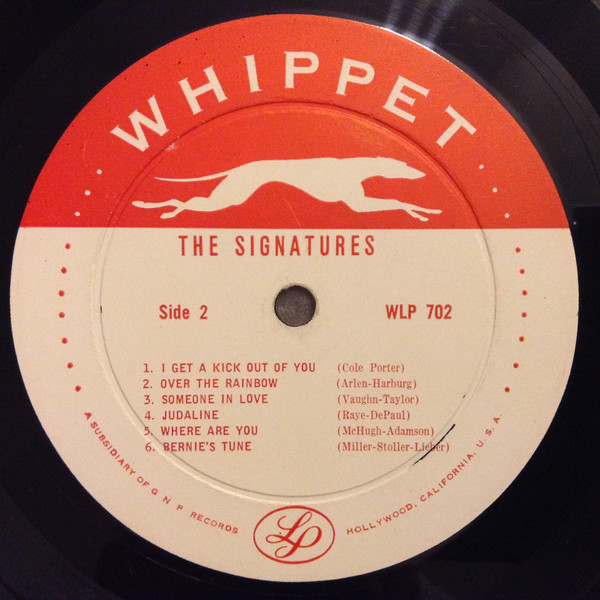 WHIPPET
THE SIGNATURES
Side 2 WLP 702
1. I GET A KICK OUT OF YOU (Cole Porter)
2. OVER THE RAINBOW (Arlen-Harburg)
3. SOMEONE IN LOVE (Vaughn-Taylor)
4. JUDALINE (Raye-DePaul)
5. WHERE ARE YOU (McHugh-Adamson)
6. BERNIE'S TUNE (Miller-Stoller-Lieber)
A SUBSIDIARY OF G N P RECORDS
LP
HOLLYWOOD, CALIFORNIA, U.S.A.